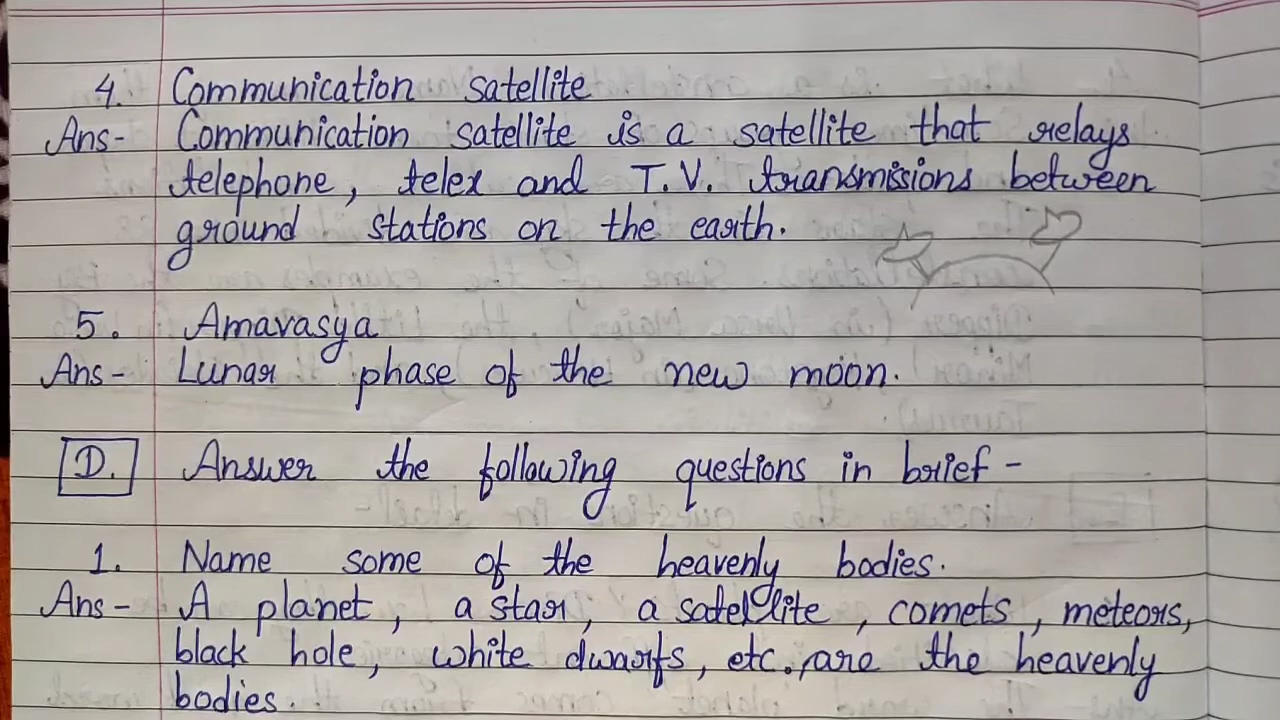 4. Communication satellite
Ans- Communication satellite is a satellite that relays
telephone, telex and T.V. transmissions between
ground stations on the earth.
5. Amavasya
Ans- Lunar phase of the new moon.
D. Answer the following questions in brief -
1. Name some of the heavenly bodies.
Ans- A planet, a star, a satellite, comets, meteors,
black hole, white dwarfs, etc. are the heavenly
bodies.